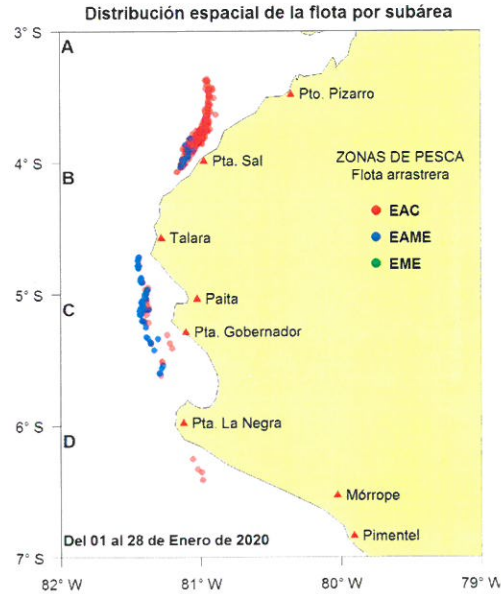 Distribución espacial de la flota por subárea
3° S
A
Pto. Pizarro
4° S
Pta. Sal
B
ZONAS DE PESCA
Flota arrastrera
EAC
EAME
EME
Talara
5° S
C
Paita
Pta. Gobernador
6° S
Pta. La Negra
D
Mórrope
Pimentel
Del 01 al 28 de Enero de 2020
7° S
82° W
81° W
80° W
79° W